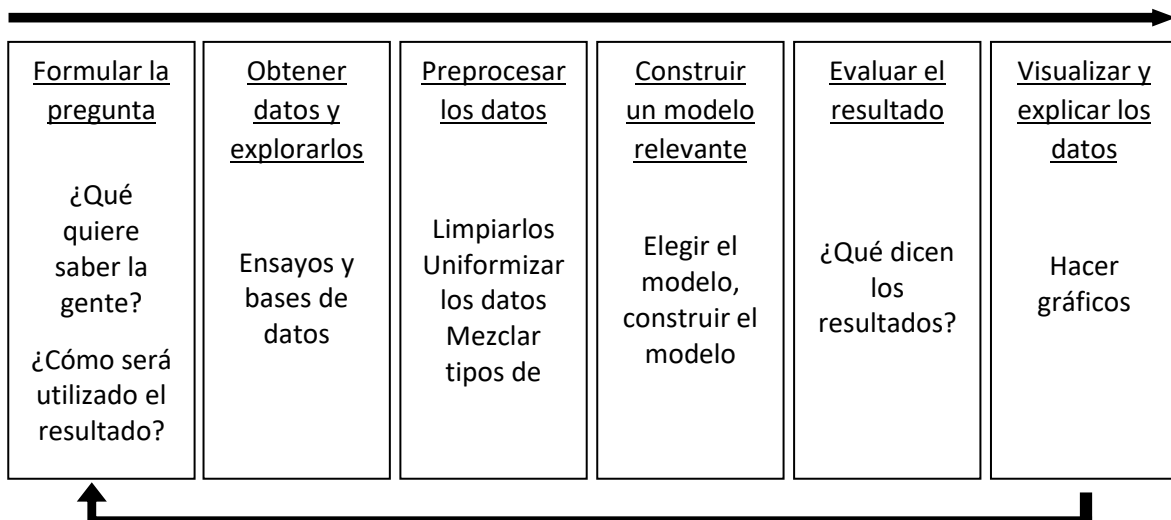 Formular la
pregunta
¿Qué
quiere
saber la
gente?
¿Cómo será
utilizado el
resultado?
Obtener
datos y
explorarlos
Ensayos y
bases de
datos
Preprocesar
los datos
Limpiarlos
Uniformizar
los datos
Mezclar
tipos de
Construir
un modelo
relevante
Elegir el
modelo,
construir el
modelo
Evaluar el
resultado
¿Qué dicen
los
resultados?
Visualizar y
explicar los
datos
Hacer
gráficos